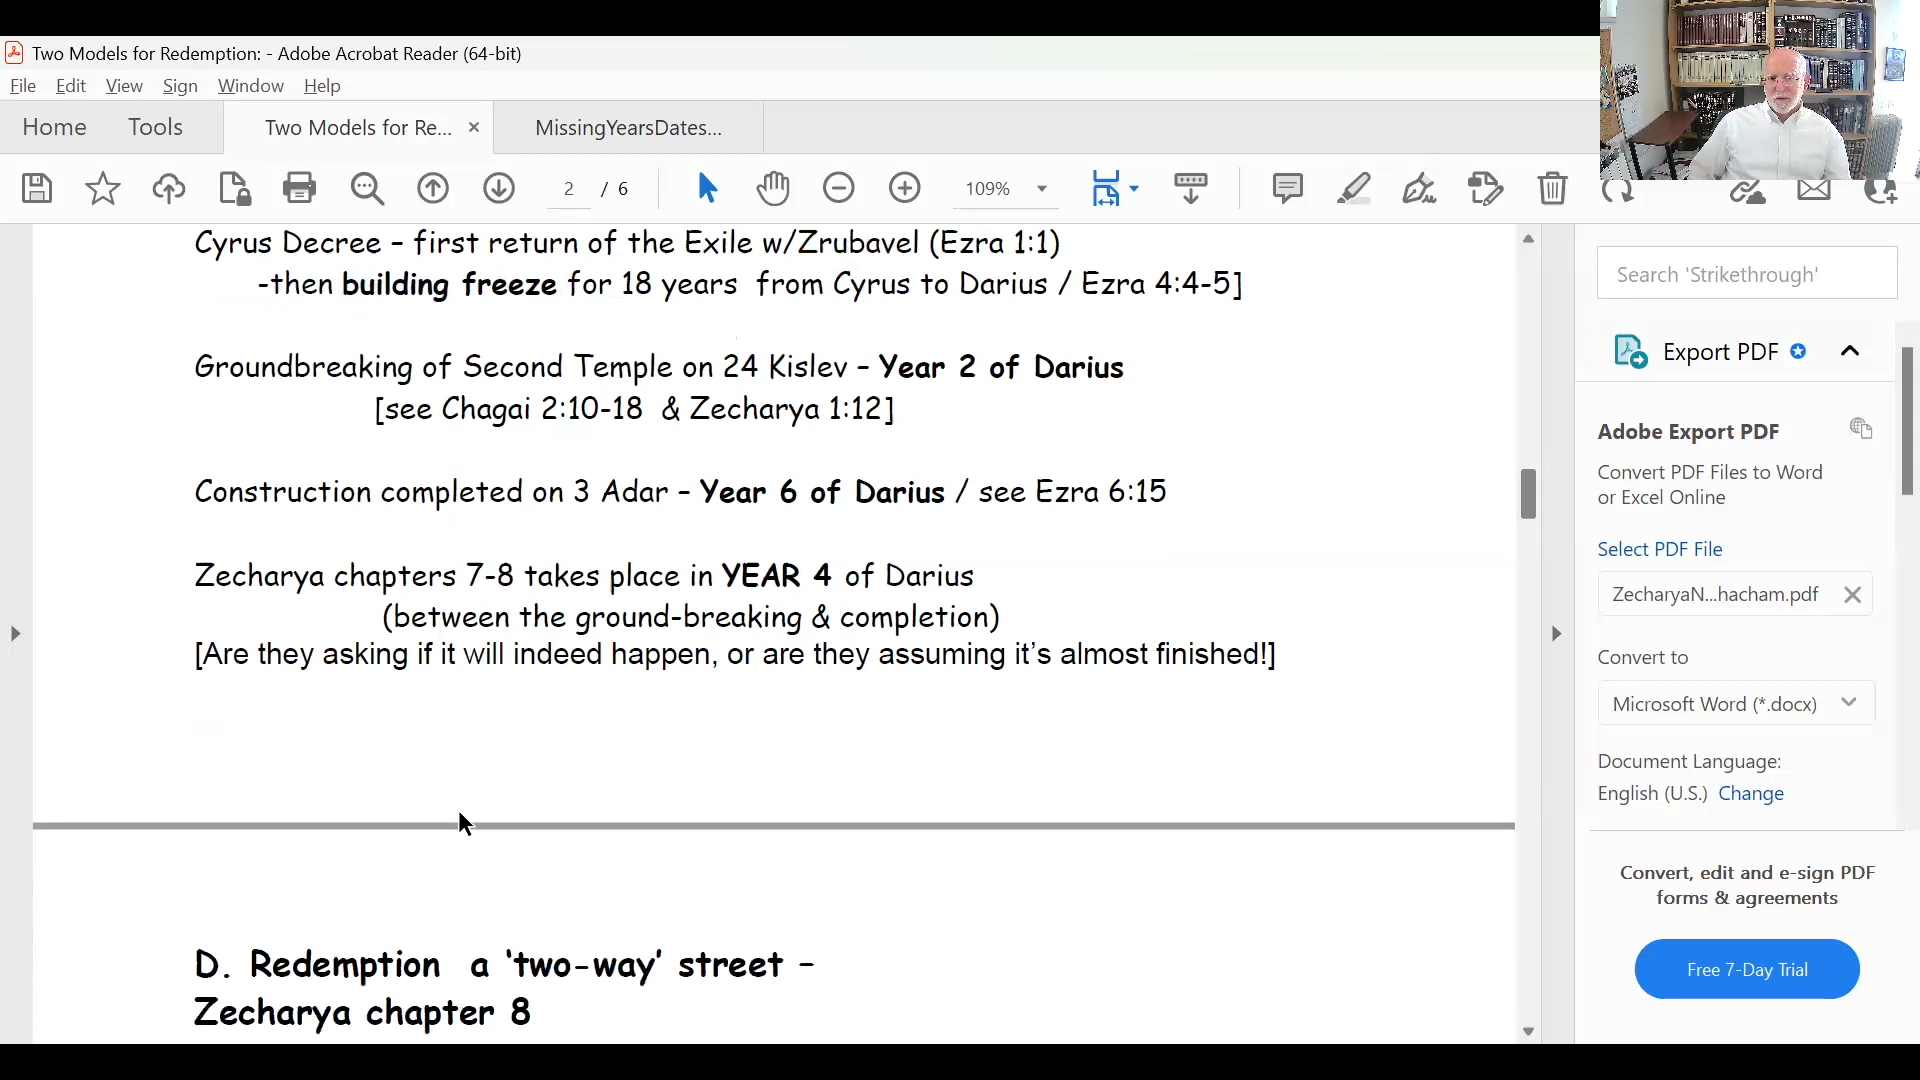 Two Models for Redemption: - Adobe Acrobat Reader (64-bit)
File Edit View Sign Window Help
Home Tools Two Models for Re... × MissingYearsDates...
2 / 6 109%
Cyrus Decree – first return of the Exile w/Zrubavel (Ezra 1:1)
-then building freeze for 18 years from Cyrus to Darius / Ezra 4:4-5]
Groundbreaking of Second Temple on 24 Kislev – Year 2 of Darius
[see Chagai 2:10-18 & Zecharya 1:12]
Construction completed on 3 Adar – Year 6 of Darius / see Ezra 6:15
Zecharya chapters 7-8 takes place in YEAR 4 of Darius
(between the ground-breaking & completion)
[Are they asking if it will indeed happen, or are they assuming it's almost finished!]
D. Redemption a 'two-way' street –
Zecharya chapter 8
Search 'Strikethrough'
Export PDF
Adobe Export PDF
Convert PDF Files to Word
or Excel Online
Select PDF File
ZecharyaN...hacham.pdf
Convert to
Microsoft Word (*.docx)
Document Language:
English (U.S.) Change
Convert, edit and e-sign PDF
forms & agreements
Free 7-Day Trial